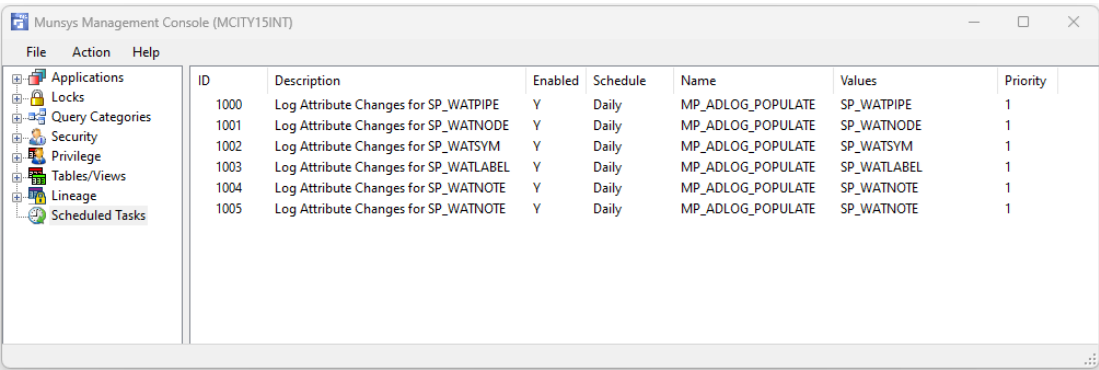 Munsys Management Console (MCITY15INT)
File Action Help
Applications
Locks
Query Categories
Security
Privilege
Tables/Views
Lineage
Scheduled Tasks
ID Description Enabled Schedule Name Values Priority
1000 Log Attribute Changes for SP_WATPIPE Y Daily MP_ADLOG_POPULATE SP_WATPIPE 1
1001 Log Attribute Changes for SP_WATNODE Y Daily MP_ADLOG_POPULATE SP_WATNODE 1
1002 Log Attribute Changes for SP_WATSYM Y Daily MP_ADLOG_POPULATE SP_WATSYM 1
1003 Log Attribute Changes for SP_WATLABEL Y Daily MP_ADLOG_POPULATE SP_WATLABEL 1
1004 Log Attribute Changes for SP_WATNOTE Y Daily MP_ADLOG_POPULATE SP_WATNOTE 1
1005 Log Attribute Changes for SP_WATNOTE Y Daily MP_ADLOG_POPULATE SP_WATNOTE 1